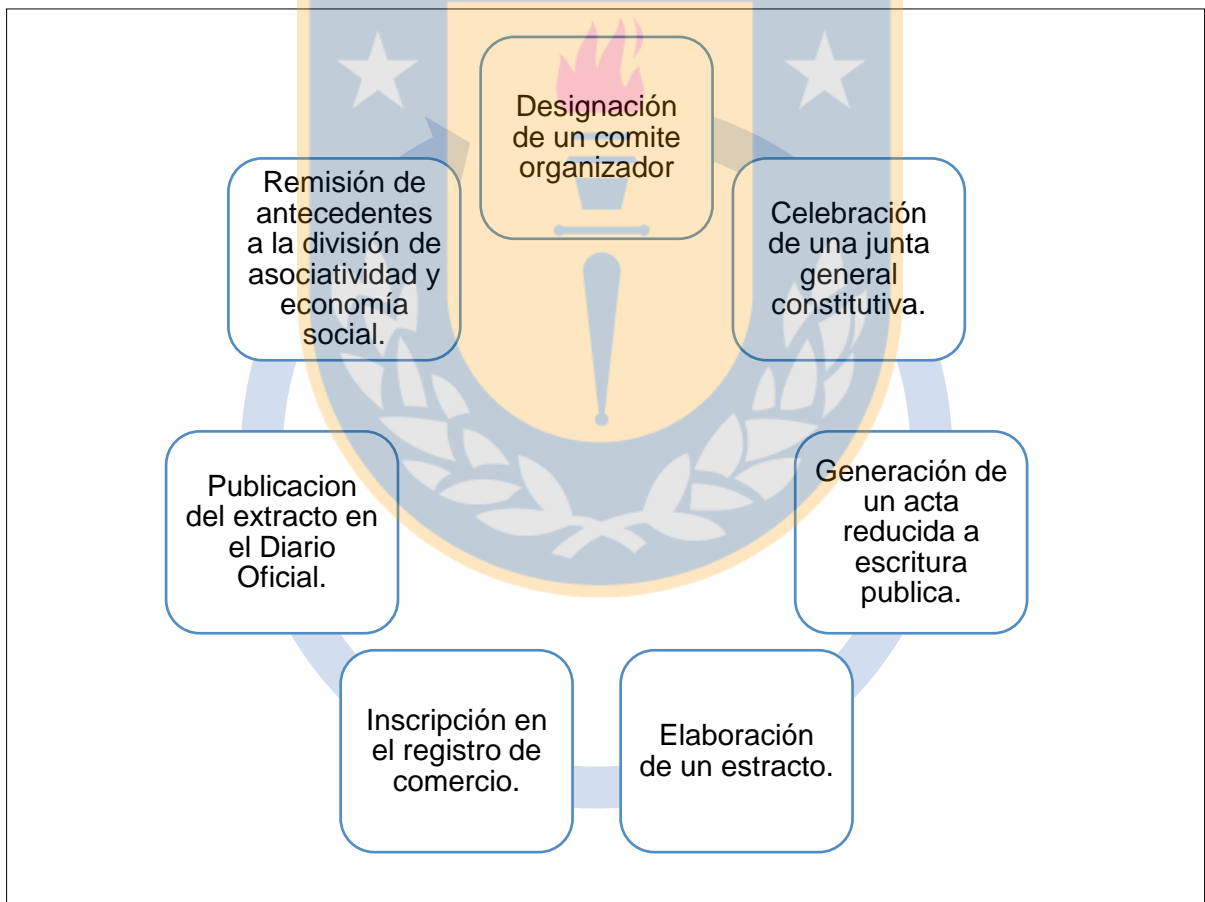 Designación
de un comite
organizador
Celebración
de una junta
general
constitutiva.
Generación de
un acta
reducida a
escritura
publica.
Elaboración
de un estracto.
Inscripción en
el registro de
comercio.
Publicacion
del extracto en
el Diario
Oficial.
Remisión de
antecedentes
a la división de
asociatividad y
economía
social.